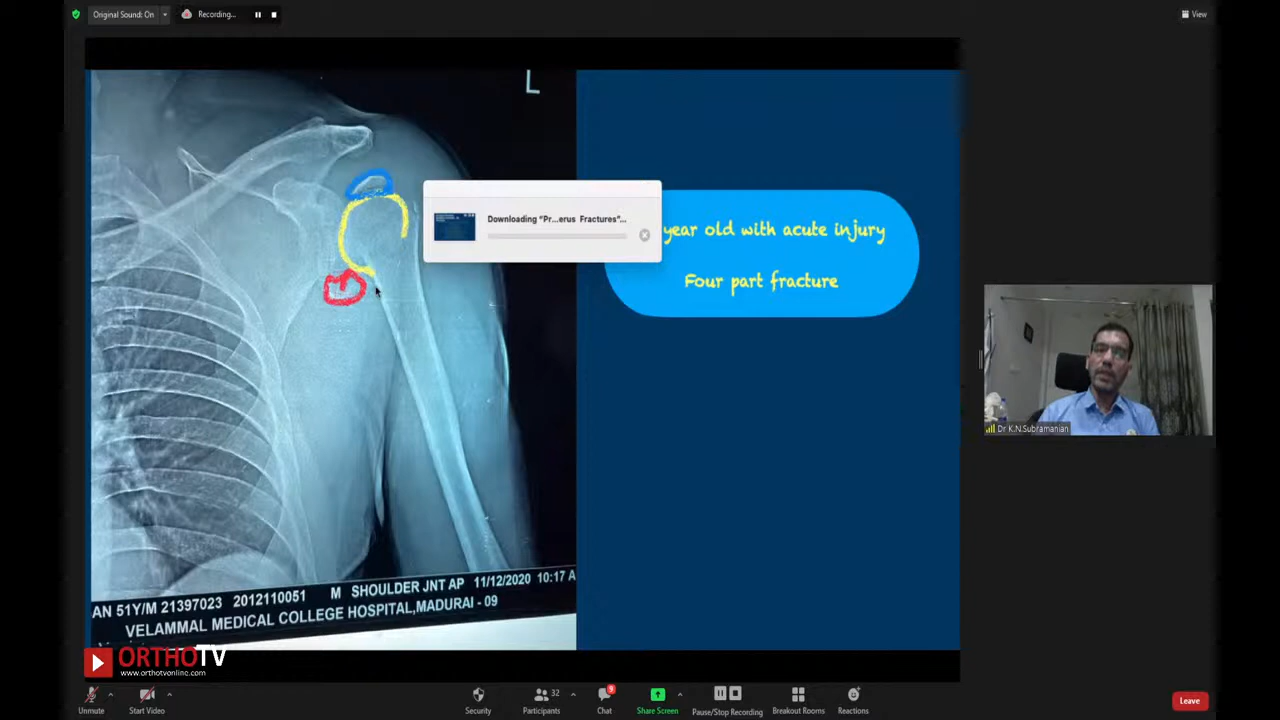 Original Sound: On
Recording...
View
L
Downloading “Pr...erus Fractures”...
year old with acute injury
Four part fracture
Dr K.N.Subramanian
AN 51Y/M 21397023 2012110051 M SHOULDER JNT AP 11/12/2020 10:17 A
VELAMMAL MEDICAL COLLEGE HOSPITAL,MADURAI - 09
ORTHOTV
www.orthotvonline.com
Unmute
Start Video
Security
Participants 32
Chat 9
Share Screen
Pause/Stop Recording
Breakout Rooms
Reactions
Leave